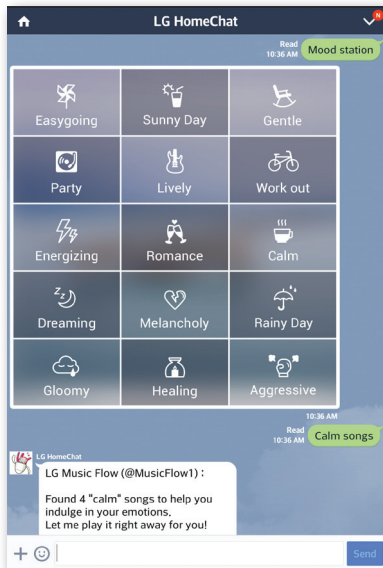 LG HomeChat
N
Read
10:36 AM
Mood station
Easygoing
Sunny Day
Gentle
Party
Lively
Work out
Energizing
Romance
Calm
Z z
Dreaming
Melancholy
Rainy Day
Gloomy
Healing
Aggressive
10:36 AM
Read
10:36 AM
Calm songs
LG HomeChat
LG Music Flow (@MusicFlow1) :
Found 4 "calm" songs to help you
indulge in your emotions.
Let me play it right away for you!
Send